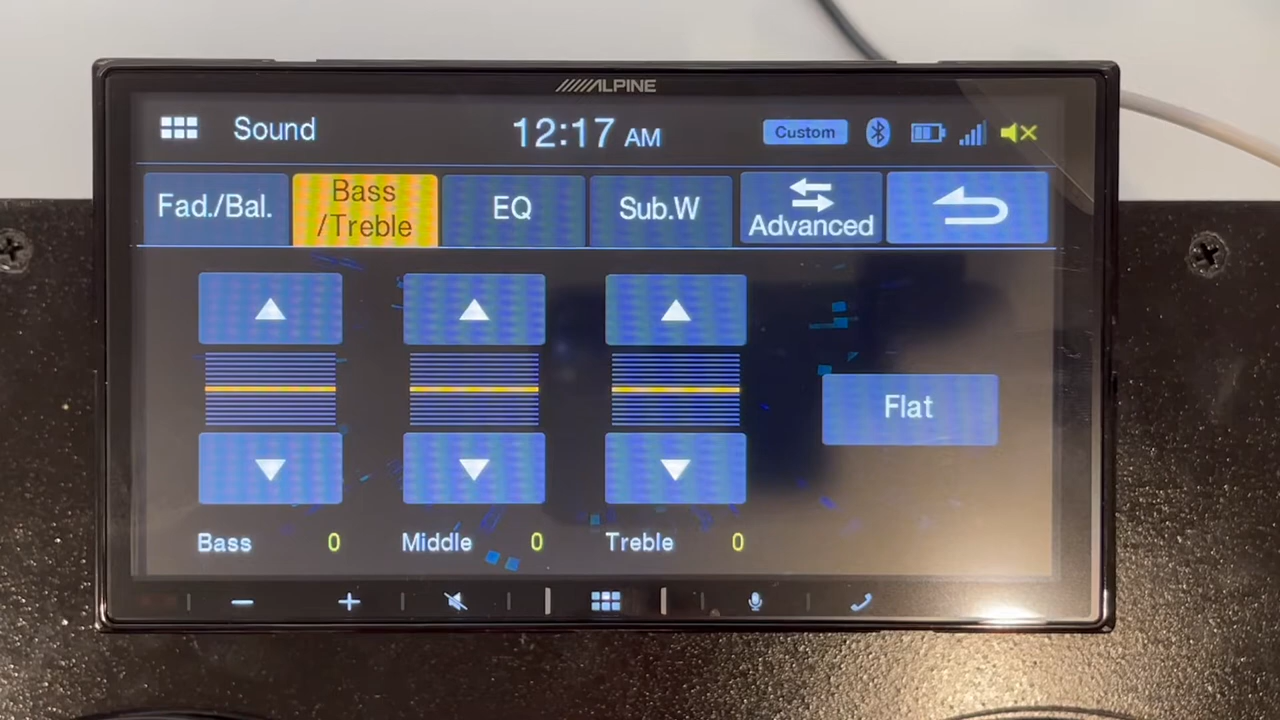 ALPINE
Sound
12:17 AM
Custom
Fad./Bal.
Bass
/Treble
EQ
Sub.W
Advanced
Flat
Bass 0
Middle 0
Treble 0